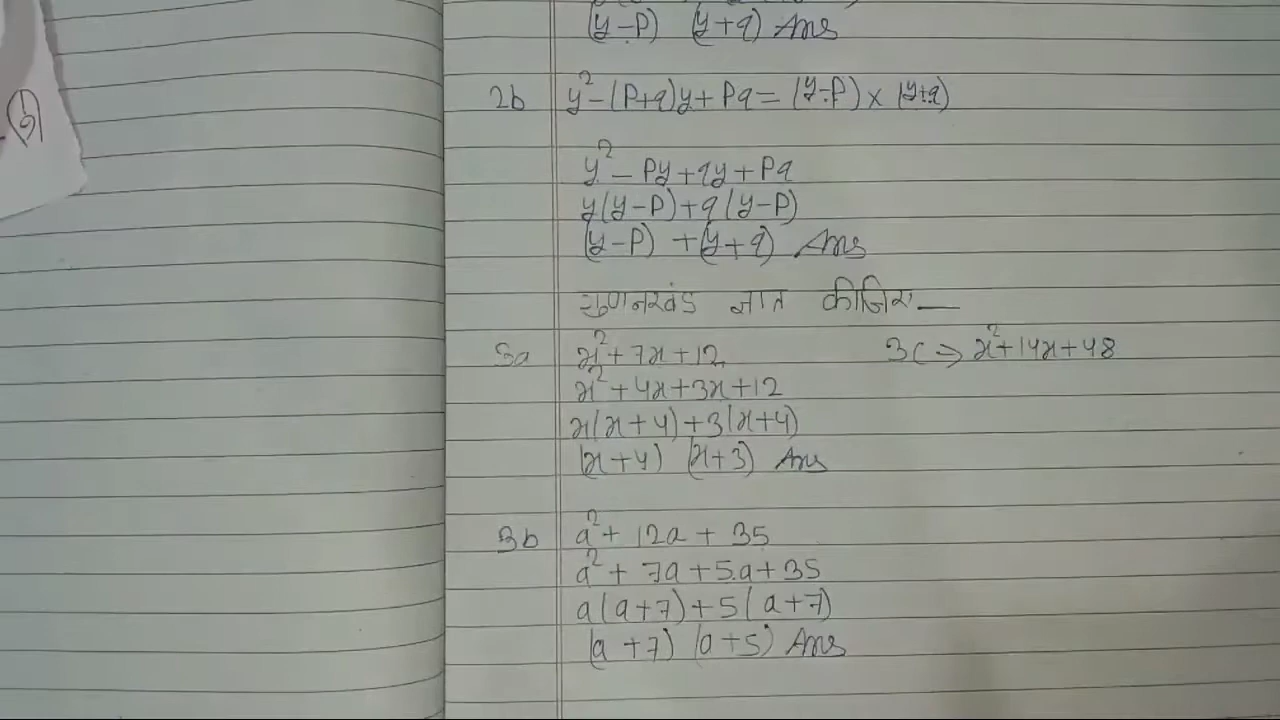 (y-P) (y+q) Ans
2b y²-(P+q)y+Pq=(y-P)×(y+q)
y²-Py+qy+Pq
y(y-P)+q(y-P)
(y-P) +(y+q) Ans
गुणनखंड ज्ञात कीजिए—
3a x²+7x+12 3c⇒x²+14x+48
x²+4x+3x+12
x(x+4)+3(x+4)
(x+4) (x+3) Ans
3b a²+12a+35
a²+7a+5a+35
a(a+7)+5(a+7)
(a+7) (a+5) Ans